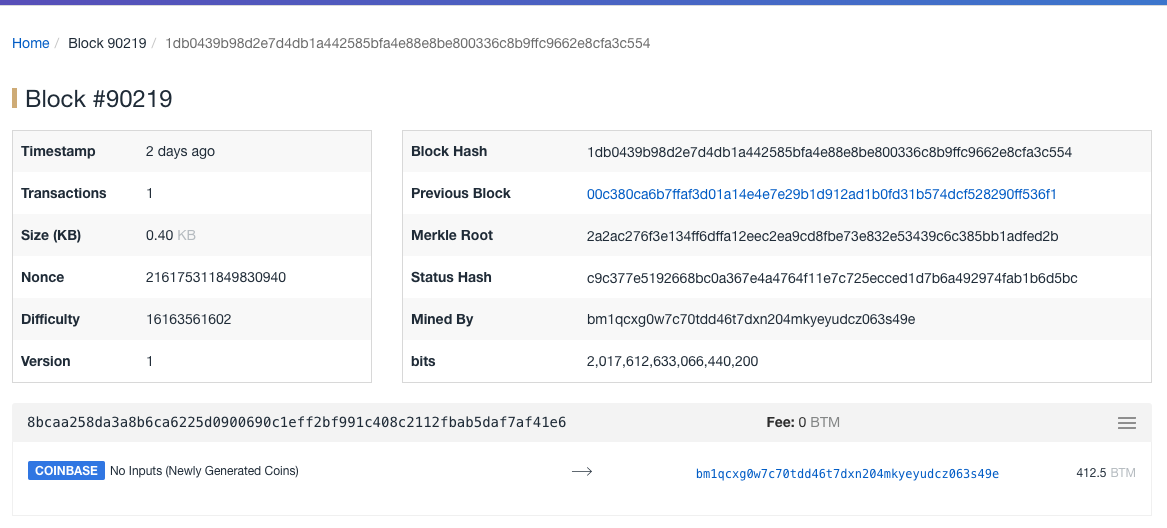 Home / Block 90219 / 1db0439b98d2e7d4db1a442585bfa4e88e8be800336c8b9ffc9662e8cfa3c554
Block #90219
Timestamp 2 days ago
Transactions 1
Size (KB) 0.40 KB
Nonce 216175311849830940
Difficulty 16163561602
Version 1
Block Hash 1db0439b98d2e7d4db1a442585bfa4e88e8be800336c8b9ffc9662e8cfa3c554
Previous Block 00c380ca6b7ffaf3d01a14e4e7e29b1d912ad1b0fd31b574dcf528290ff536f1
Merkle Root 2a2ac276f3e134ff6dffa12eec2ea9cd8fbe73e832e53439c6c385bb1adfed2b
Status Hash c9c377e5192668bc0a367e4a4764f11e7c725ecced1d7b6a492974fab1b6d5bc
Mined By bm1qcxg0w7c70tdd46t7dxn204mkyeyudcz063s49e
bits 2,017,612,633,066,440,200
8bcaa258da3a8b6ca6225d0900690c1eff2bf991c408c2112fbab5daf7af41e6 Fee: 0 BTM
COINBASE No Inputs (Newly Generated Coins) → bm1qcxg0w7c70tdd46t7dxn204mkyeyudcz063s49e 412.5 BTM